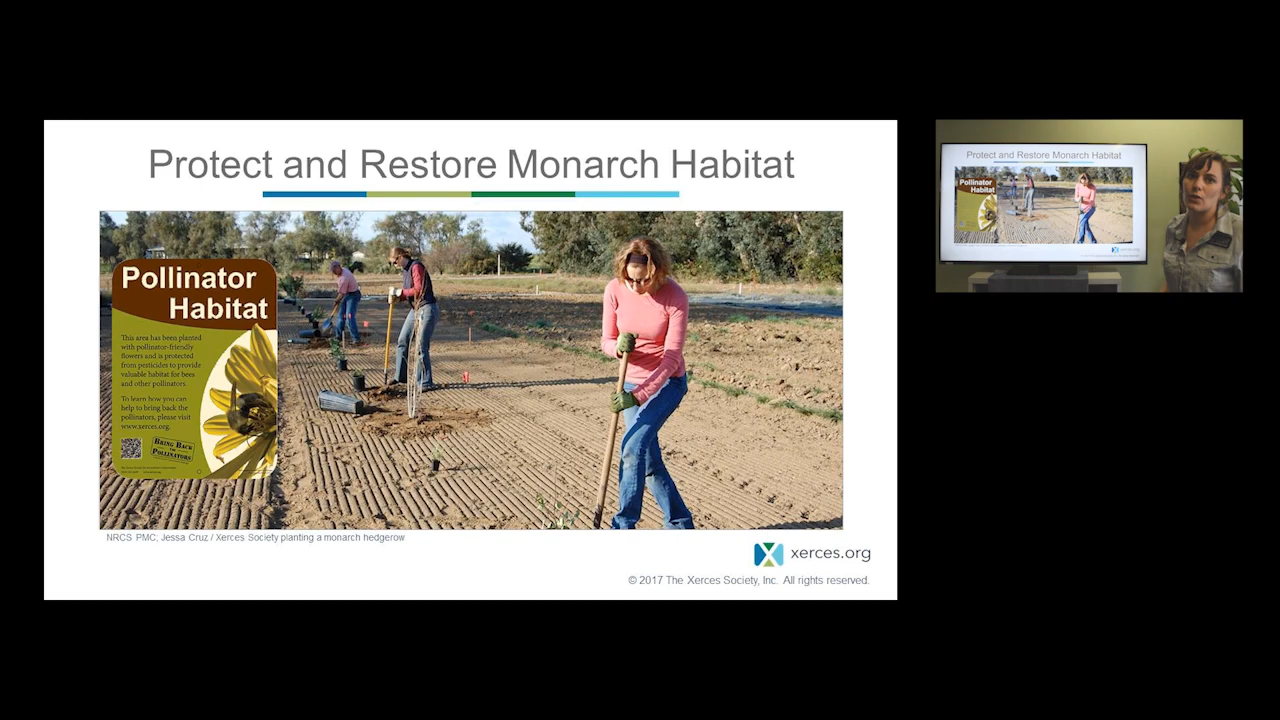 Protect and Restore Monarch Habitat
Pollinator
Habitat
This area has been planted
with pollinator-friendly
flowers and is protected
from pesticides to provide
valuable habitat for bees
and other pollinators.
To learn how you can
help to bring back the
pollinators, please visit
www.xerces.org.
BRING BACK
THE
POLLINATORS
NRCS PMC; Jessa Cruz / Xerces Society planting a monarch hedgerow
xerces.org
© 2017 The Xerces Society, Inc. All rights reserved.
Protect and Restore Monarch Habitat
Pollinator
Habitat
xerces.org